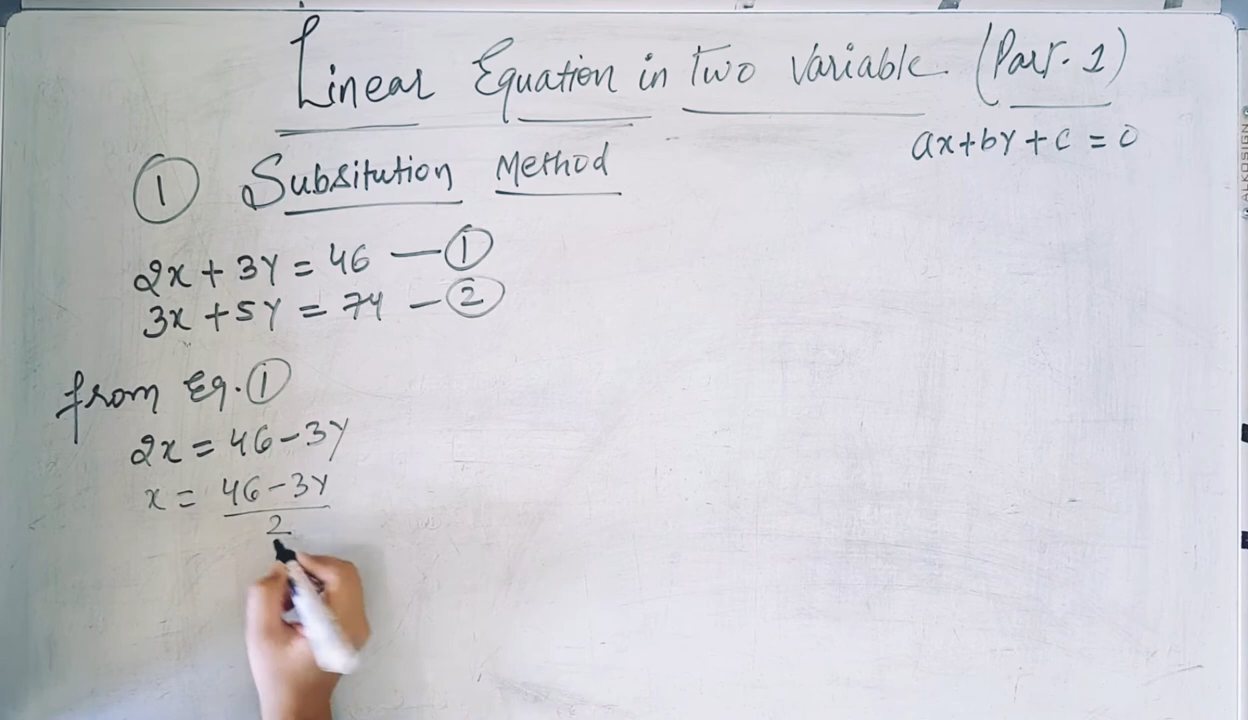 Linear Equation in Two Variable (Part-1)
ax+by+c = 0
① Subsitution Method
2x + 3y = 46 — ①
3x + 5y = 74 — ②
from Eq. ①
2x = 46-3y
x = 46-3y
2